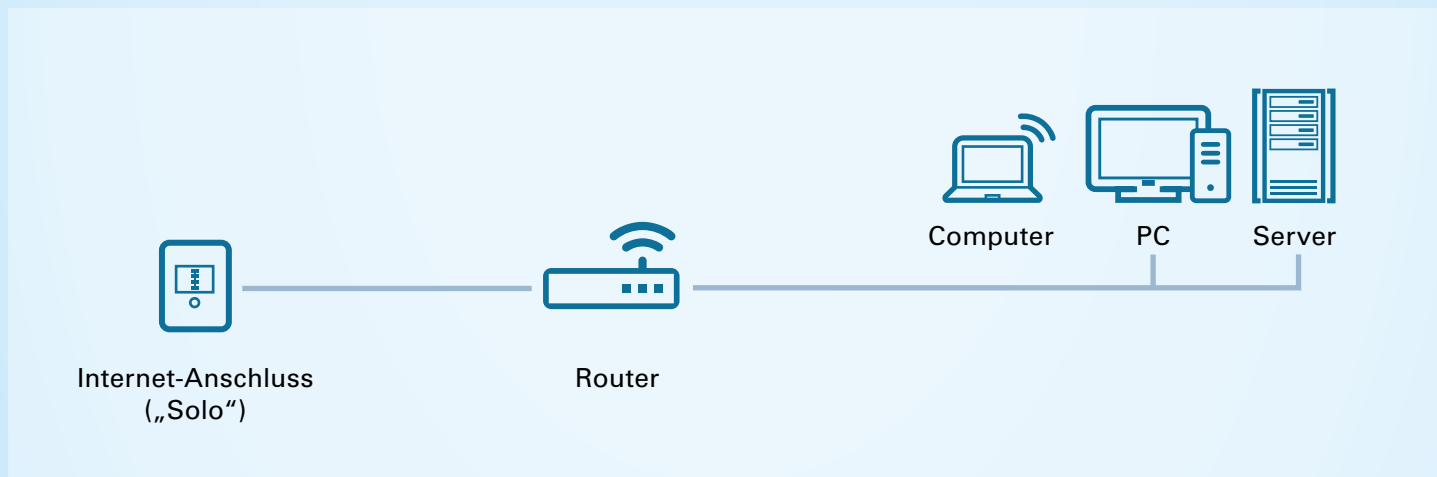 Computer
PC
Server
Internet-Anschluss
(„Solo“)
Router